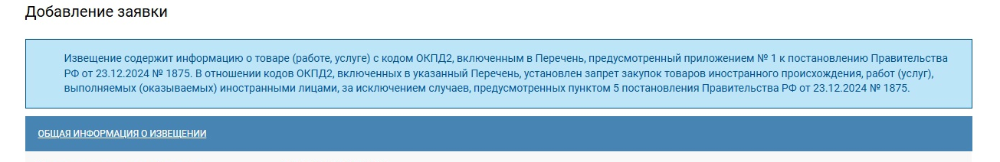 Добавление заявки
Извещение содержит информацию о товаре (работе, услуге) с кодом ОКПД2, включенным в Перечень, предусмотренный приложением № 1 к постановлению Правительства
РФ от 23.12.2024 № 1875. В отношении кодов ОКПД2, включенных в указанный Перечень, установлен запрет закупок товаров иностранного происхождения, работ (услуг),
выполняемых (оказываемых) иностранными лицами, за исключением случаев, предусмотренных пунктом 5 постановления Правительства РФ от 23.12.2024 № 1875.
ОБЩАЯ ИНФОРМАЦИЯ О ИЗВЕЩЕНИИ